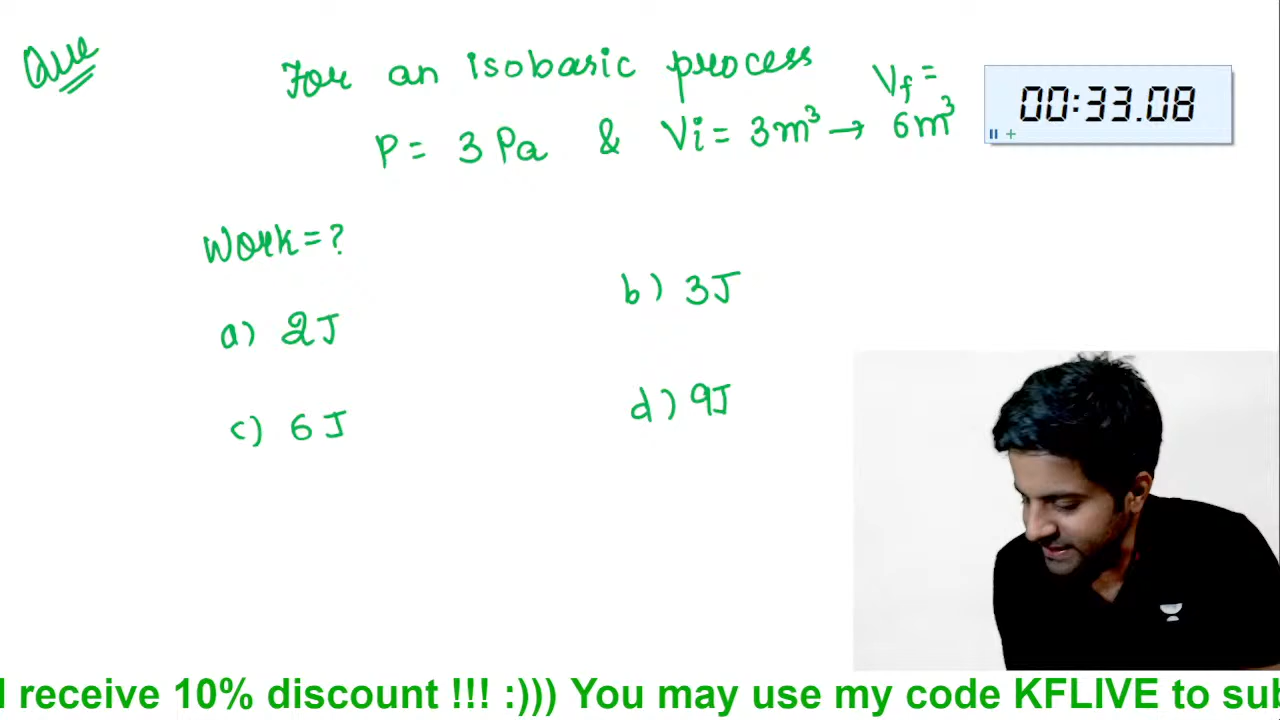 Que
For an isobaric process
Vf =
P = 3 Pa & Vi = 3m³ → 6m³
00:33.08
Work = ?
a) 2J
b) 3J
c) 6J
d) 9J
l receive 10% discount !!! :))) You may use my code KFLIVE to sub